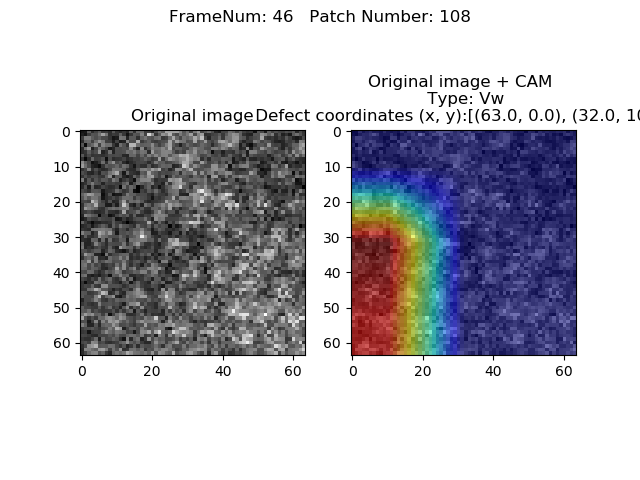 FrameNum: 46   Patch Number: 108
Original image + CAM
Type: Vw
Original image
Defect coordinates (x, y):[(63.0, 0.0), (32.0, 10
0
10
20
30
40
50
60
0 20 40 60
0
10
20
30
40
50
60
0 20 40 60